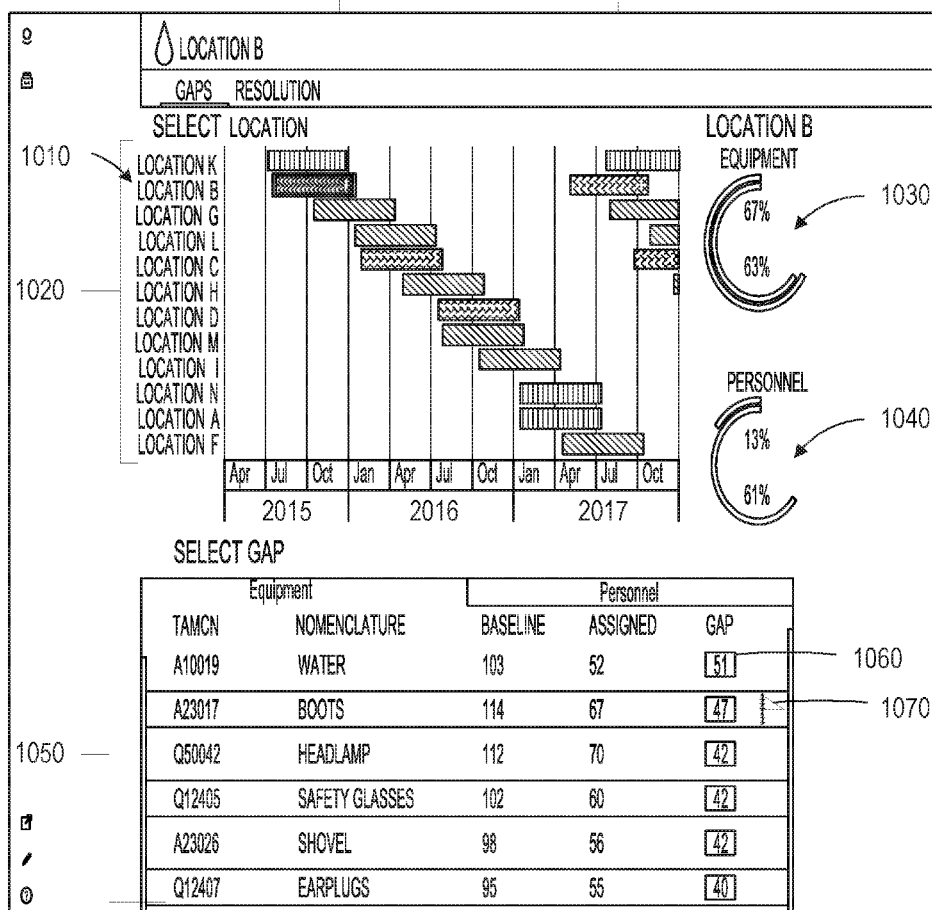 LOCATION B
GAPS RESOLUTION
SELECT LOCATION
LOCATION B
EQUIPMENT
1010
1020
1030
1040
LOCATION K
LOCATION B
LOCATION G
LOCATION L
LOCATION C
LOCATION H
LOCATION D
LOCATION M
LOCATION I
LOCATION N
LOCATION A
LOCATION F
67%
63%
PERSONNEL
13%
61%
Apr Jul Oct Jan Apr Jul Oct Jan Apr Jul Oct
2015 2016 2017
SELECT GAP
Equipment Personnel
TAMCN NOMENCLATURE BASELINE ASSIGNED GAP
A10019 WATER 103 52 51 1060
A23017 BOOTS 114 67 47 1070
1050 Q50042 HEADLAMP 112 70 42
Q12405 SAFETY GLASSES 102 60 42
A23026 SHOVEL 98 56 42
Q12407 EARPLUGS 95 55 40